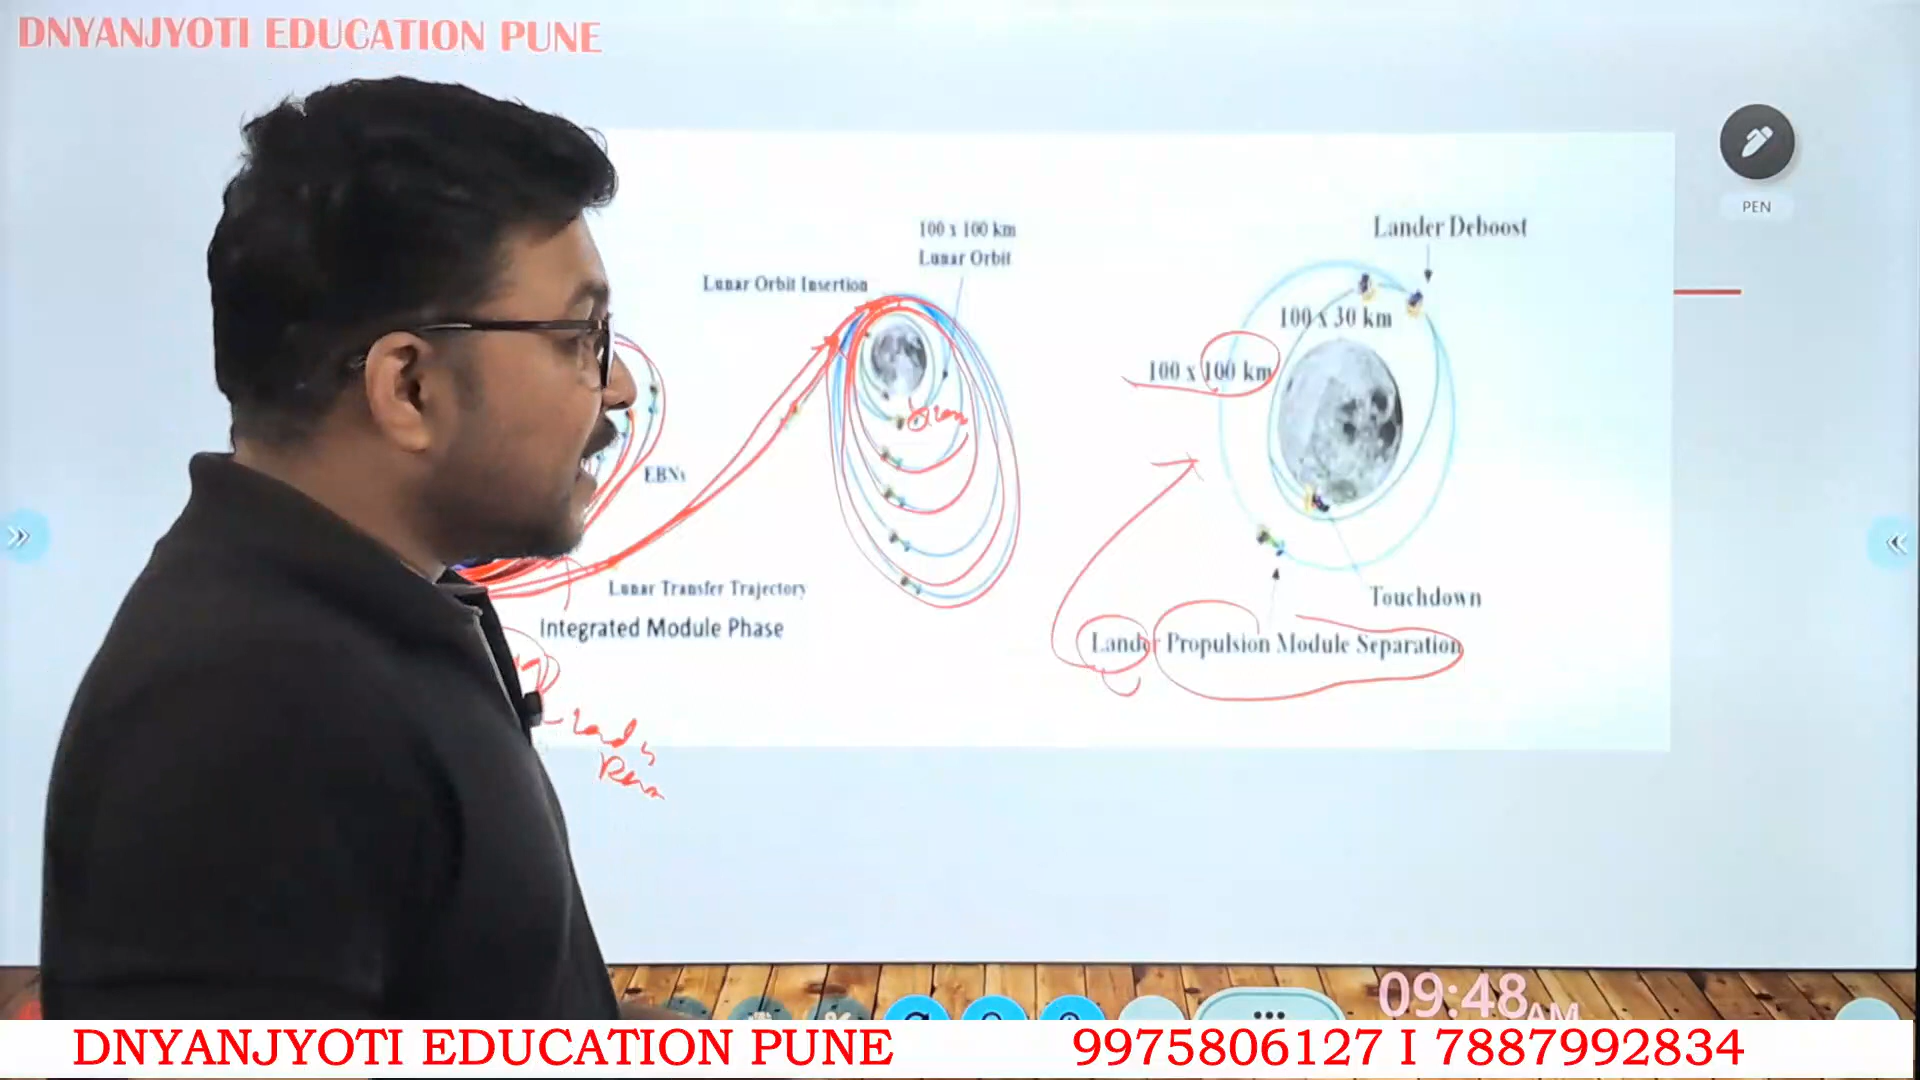 DNYANJYOTI EDUCATION PUNE
PEN
100 x 100 km
Lunar Orbit
Lunar Orbit Insertion
EBNs
Lunar Transfer Trajectory
Integrated Module Phase
Lander Deboost
100 x 30 km
100 x 100 km
Touchdown
Lander Propulsion Module Separation
09:48 AM
DNYANJYOTI EDUCATION PUNE
9975806127 I 7887992834